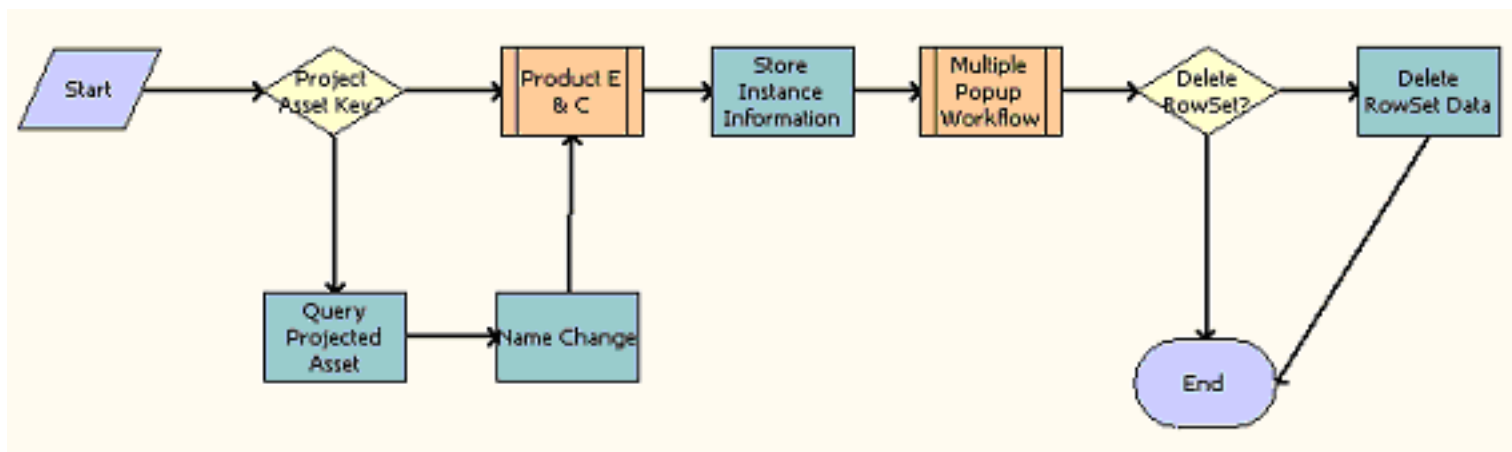 Start
Project
Asset Key?
Product E
& C
Store
Instance
Information
Multiple
Popup
Workflow
Delete
RowSet?
Delete
RowSet Data
Query
Projected
Asset
Name Change
End